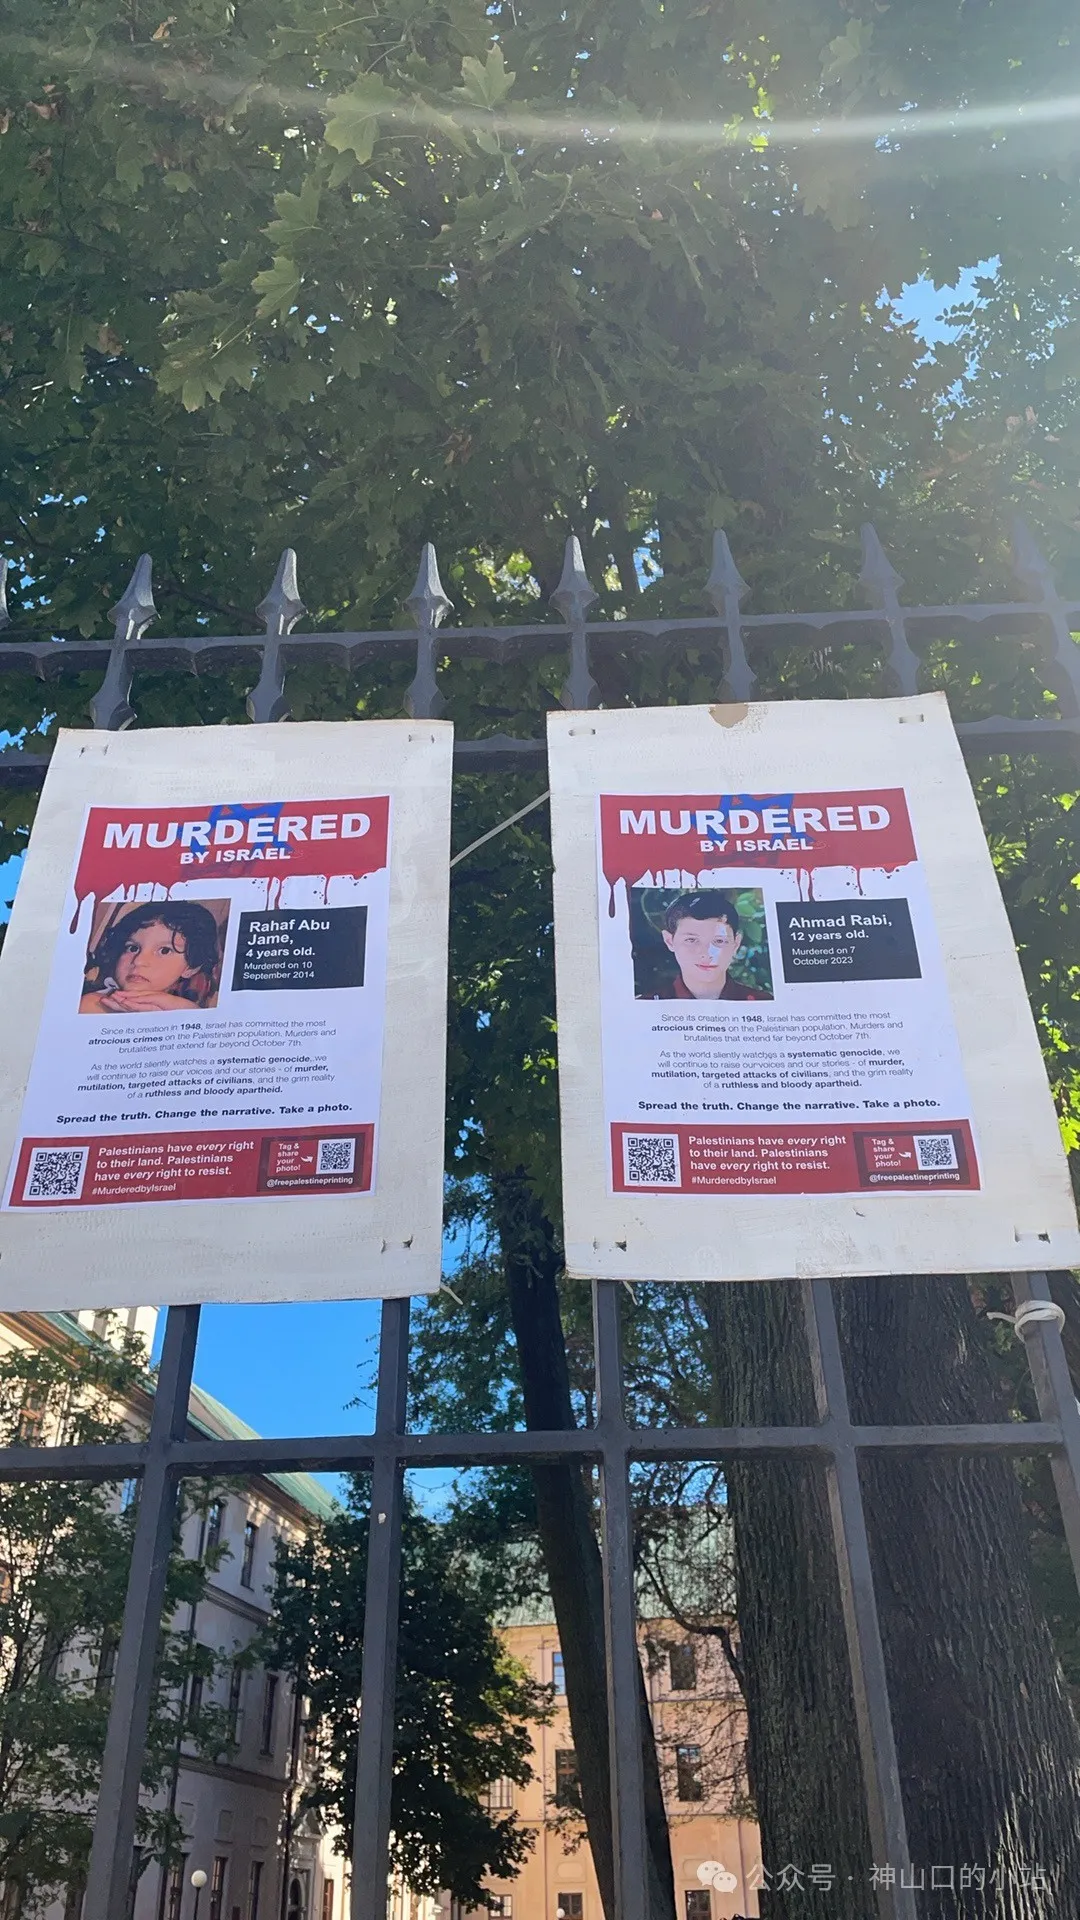 MURDERED
BY ISRAEL
Rahaf Abu
Jame,
4 years old.
Murdered on 10
September 2014
Since its creation in 1948, Israel has committed the most
atrocious crimes on the Palestinian population. Murders and
brutalities that extend far beyond October 7th.
As the world silently watches a systematic genocide, we
will continue to raise our voices and our stories - of murder,
mutilation, targeted attacks of civilians, and the grim reality
of a ruthless and bloody apartheid.
Spread the truth. Change the narrative. Take a photo.
Palestinians have every right
to their land. Palestinians
have every right to resist.
#MurderedbyIsrael
Tag &
share
your
photo!
@freepalestineprinting
MURDERED
BY ISRAEL
Ahmad Rabi,
12 years old.
Murdered on 7
October 2023
Since its creation in 1948, Israel has committed the most
atrocious crimes on the Palestinian population. Murders and
brutalities that extend far beyond October 7th.
As the world silently watches a systematic genocide, we
will continue to raise our voices and our stories - of murder,
mutilation, targeted attacks of civilians, and the grim reality
of a ruthless and bloody apartheid.
Spread the truth. Change the narrative. Take a photo.
Palestinians have every right
to their land. Palestinians
have every right to resist.
#MurderedbyIsrael
Tag &
share
your
photo!
@freepalestineprinting
公众号 · 神山口的小站